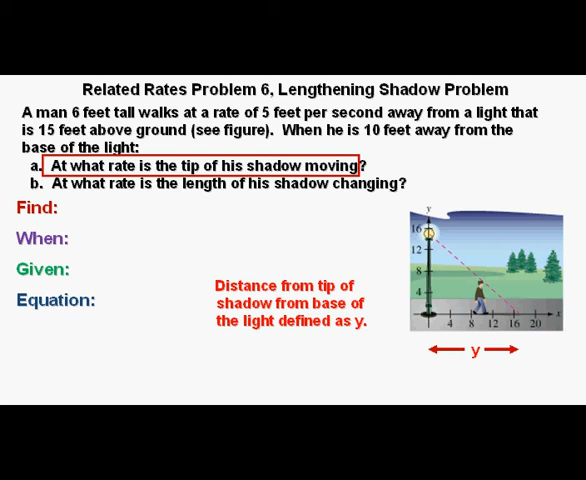 Related Rates Problem 6, Lengthening Shadow Problem
A man 6 feet tall walks at a rate of 5 feet per second away from a light that
is 15 feet above ground (see figure).  When he is 10 feet away from the
base of the light:
a. At what rate is the tip of his shadow moving?
b. At what rate is the length of his shadow changing?
Find:
When:
Given:
Equation:
Distance from tip of
shadow from base of
the light defined as y.
y
16
12
8
4
4 8 12 16 20 x
y